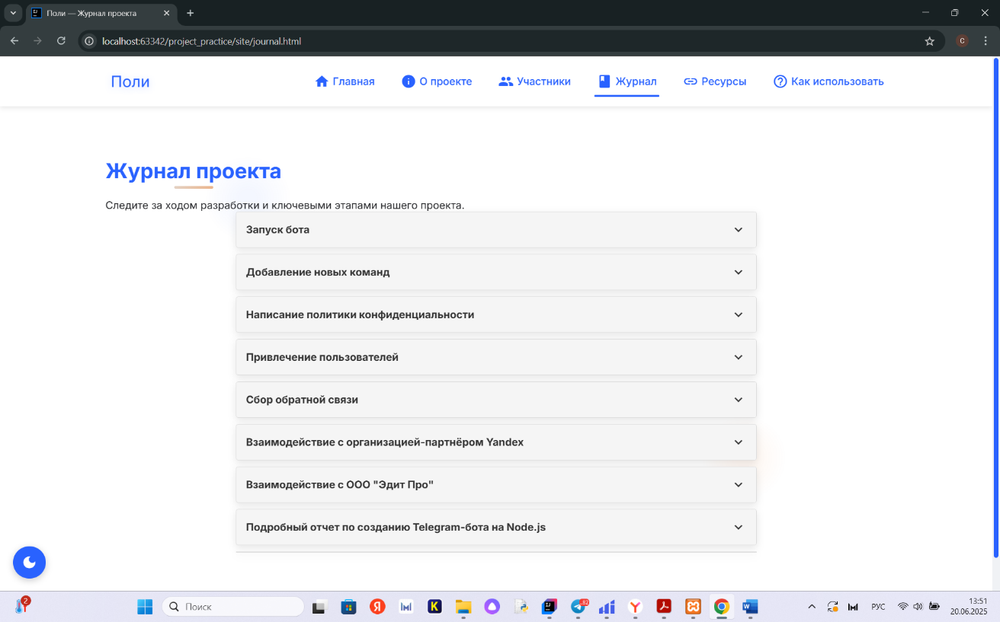 Поли — Журнал проекта
localhost:63342/project_practice/site/journal.html
C
Поли
Главная
О проекте
Участники
Журнал
Ресурсы
Как использовать
Журнал проекта
Следите за ходом разработки и ключевыми этапами нашего проекта.
Запуск бота
Добавление новых команд
Написание политики конфиденциальности
Привлечение пользователей
Сбор обратной связи
Взаимодействие с организацией-партнёром Yandex
Взаимодействие с ООО "Эдит Про"
Подробный отчет по созданию Telegram-бота на Node.js
2
Поиск
Я
K
82
Y
W
РУС
13:51
20.06.2025